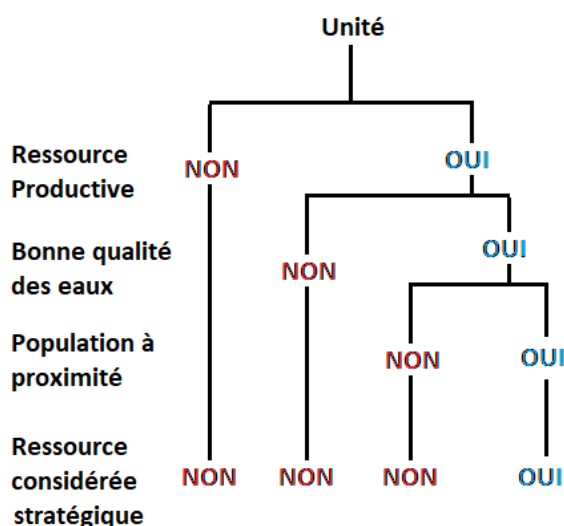 Unité
Ressource
Productive
NON
OUI
Bonne qualité
des eaux
NON
OUI
Population à
proximité
NON
OUI
Ressource
considérée
stratégique
NON
NON
NON
OUI